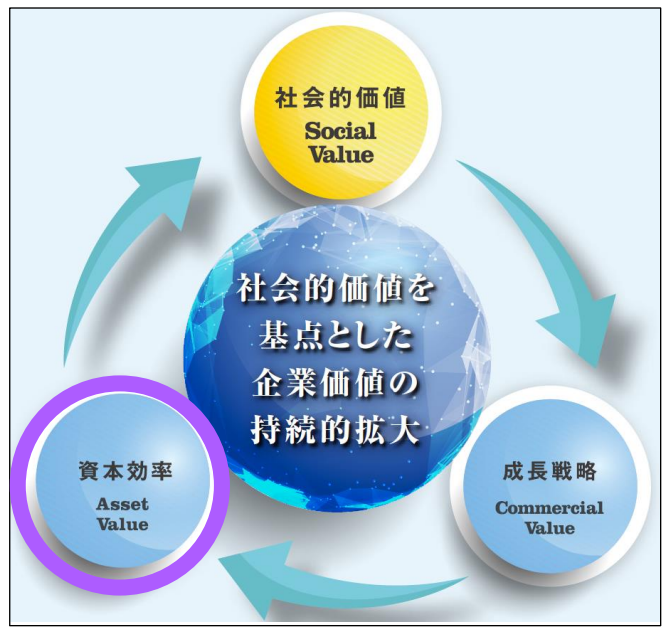 社会的価値
Social
Value
社会的価値を
基点とした
企業価値の
持続的拡大
資本効率
Asset
Value
成長戦略
Commercial
Value